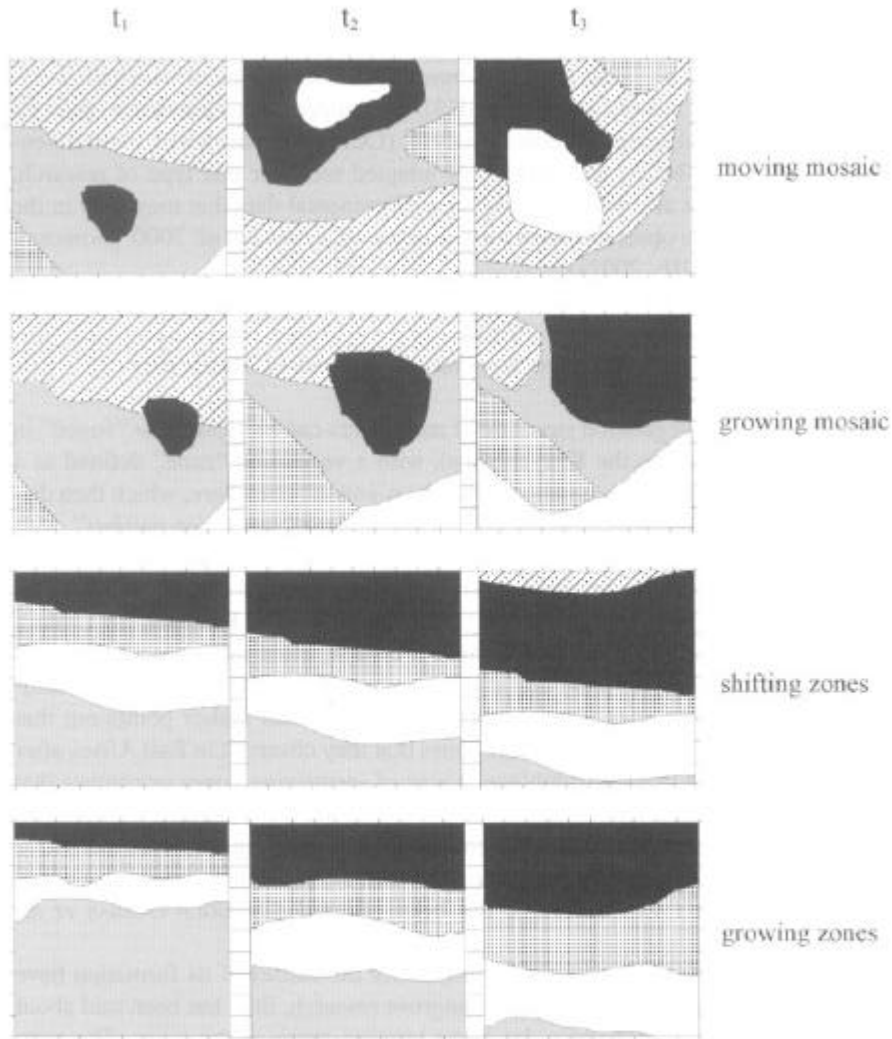 t₁ t₂ t₃
moving mosaic
growing mosaic
shifting zones
growing zones